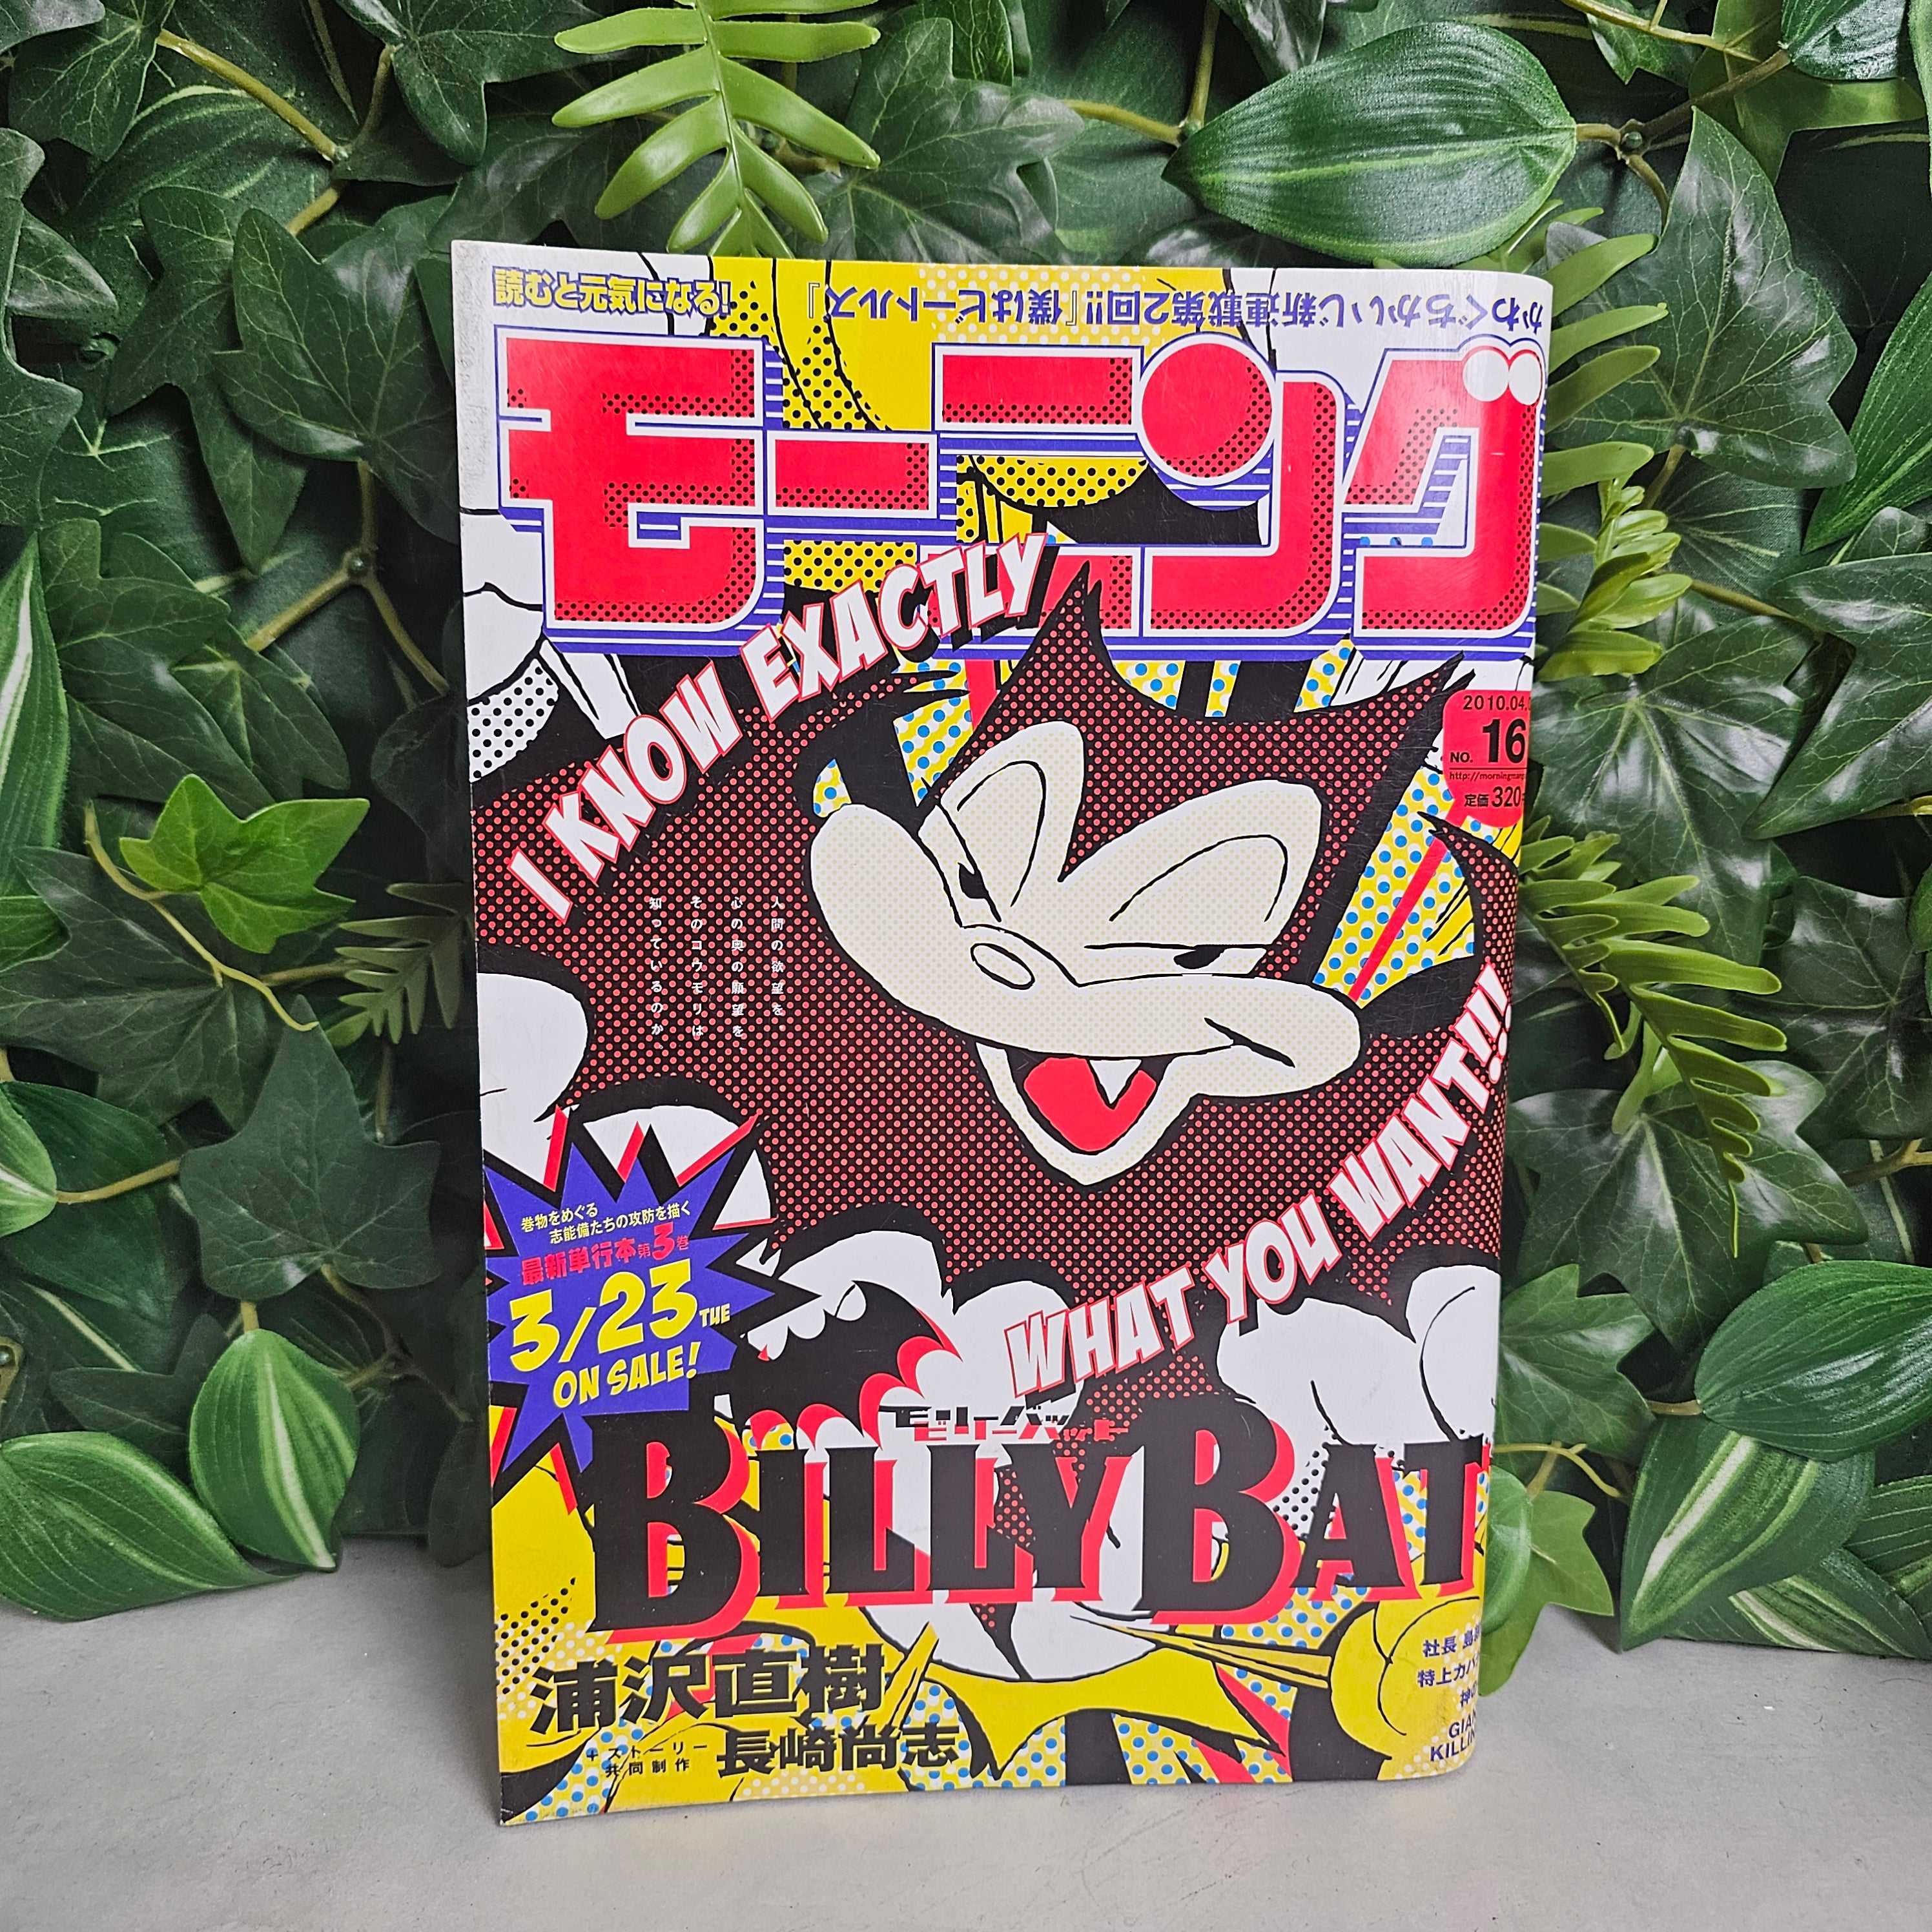 読むと元気になる!
かわぐちかいじ新連載第2回!!『僕はビートルズ』
モーニング
I KNOW EXACTLY
2010.04.
NO. 16
定価320
人間の欲望を、
心の奥の願望を
そのコウモリは
知っているのか
WHAT YOU WANT!!!
巻物をめぐる
志能備たちの攻防を描く
最新単行本第3巻
3/23 TUE
ON SALE!
ビリーバット
BILLY BAT
浦沢直樹
+ストーリー
共同制作
長崎尚志
社長 島
特上カバ
神の
GIAN
KILLIN